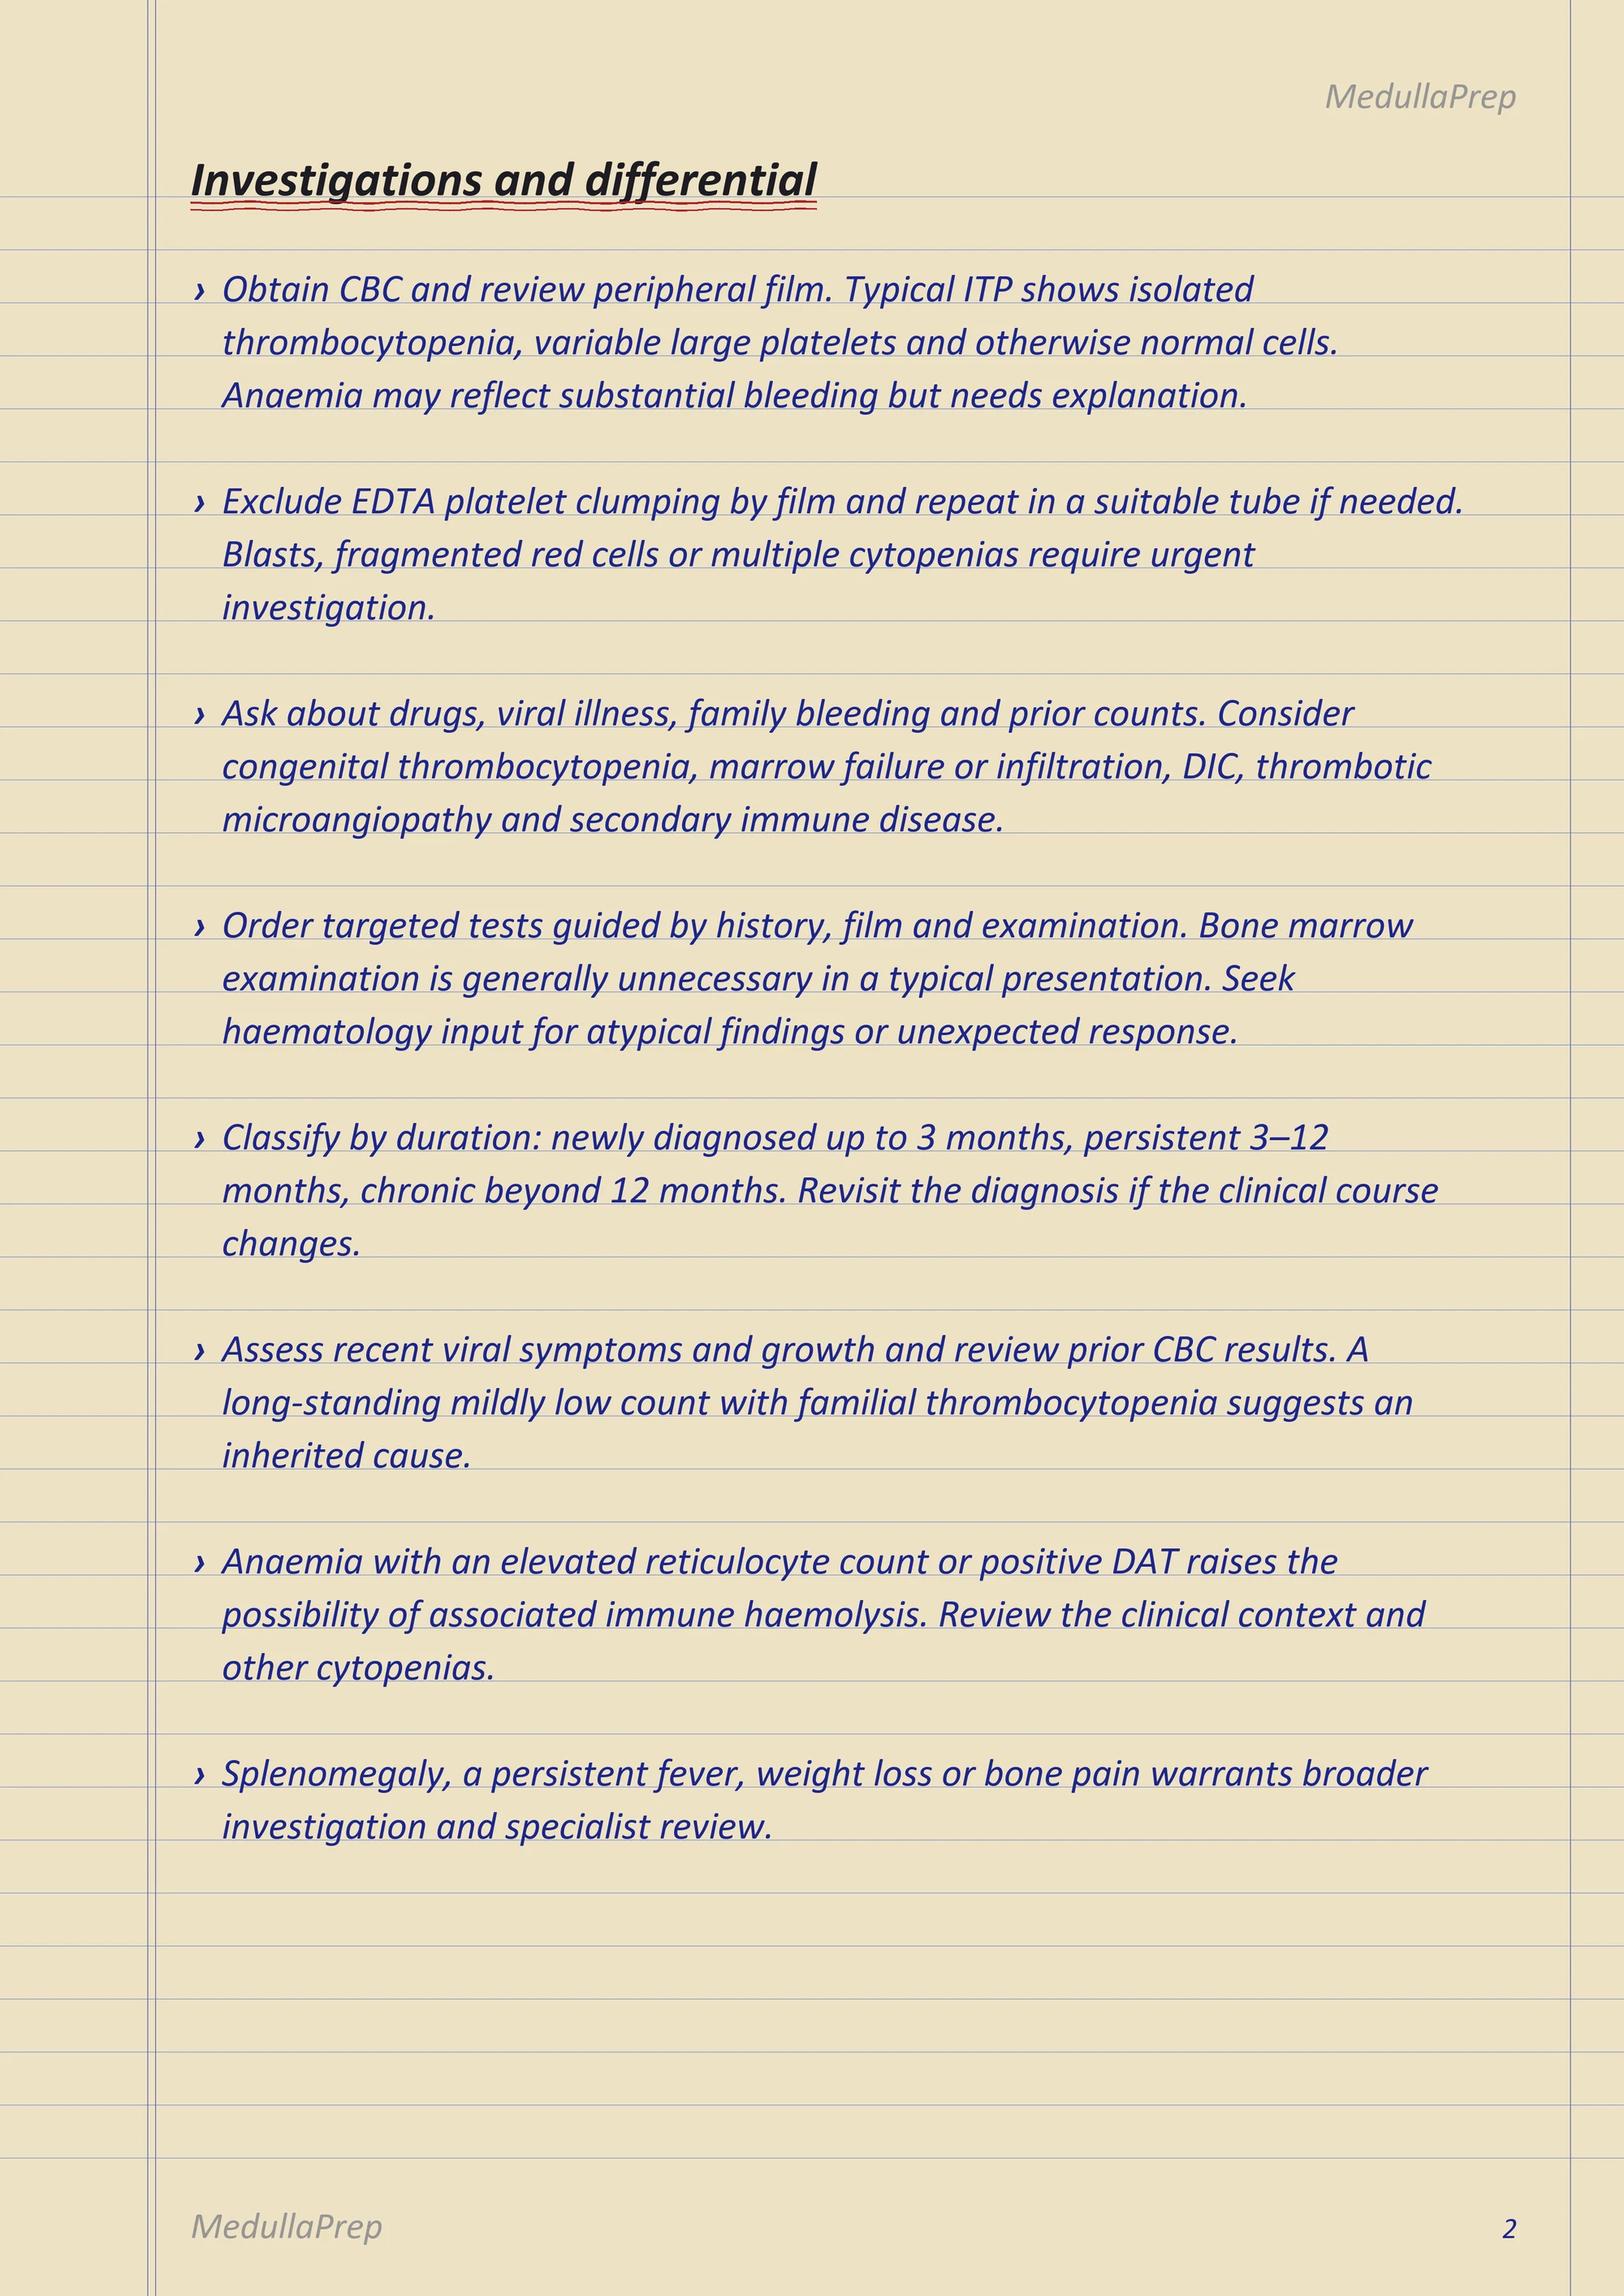 MedullaPrep
Investigations and differential
› Obtain CBC and review peripheral film. Typical ITP shows isolated
thrombocytopenia, variable large platelets and otherwise normal cells.
Anaemia may reflect substantial bleeding but needs explanation.
› Exclude EDTA platelet clumping by film and repeat in a suitable tube if needed.
Blasts, fragmented red cells or multiple cytopenias require urgent
investigation.
› Ask about drugs, viral illness, family bleeding and prior counts. Consider
congenital thrombocytopenia, marrow failure or infiltration, DIC, thrombotic
microangiopathy and secondary immune disease.
› Order targeted tests guided by history, film and examination. Bone marrow
examination is generally unnecessary in a typical presentation. Seek
haematology input for atypical findings or unexpected response.
› Classify by duration: newly diagnosed up to 3 months, persistent 3–12
months, chronic beyond 12 months. Revisit the diagnosis if the clinical course
changes.
› Assess recent viral symptoms and growth and review prior CBC results. A
long-standing mildly low count with familial thrombocytopenia suggests an
inherited cause.
› Anaemia with an elevated reticulocyte count or positive DAT raises the
possibility of associated immune haemolysis. Review the clinical context and
other cytopenias.
› Splenomegaly, a persistent fever, weight loss or bone pain warrants broader
investigation and specialist review.
MedullaPrep
2